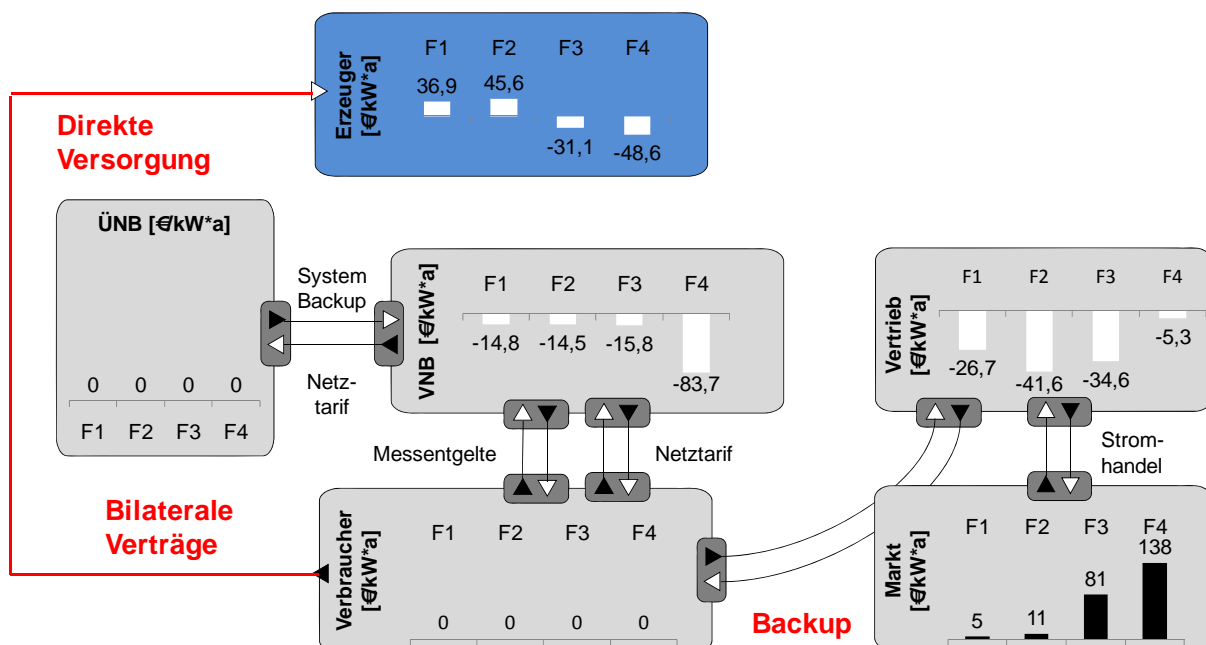 Erzeuger
[€/kW*a]
F1 F2 F3 F4
36,9 45,6
-31,1 -48,6
Direkte
Versorgung
ÜNB [€/kW*a]
0 0 0 0
F1 F2 F3 F4
System
Backup
Netz-
tarif
VNB [€/kW*a]
F1 F2 F3 F4
-14,8 -14,5 -15,8
-83,7
Vertrieb
[€/kW*a]
F1 F2 F3 F4
-5,3
-26,7 -41,6 -34,6
Messentgelte
Netztarif
Strom-
handel
Bilaterale
Verträge
Verbraucher
[€/kW*a]
F1 F2 F3 F4
0 0 0 0
Backup
Markt
[€/kW*a]
F1 F2 F3 F4
5 11 81 138